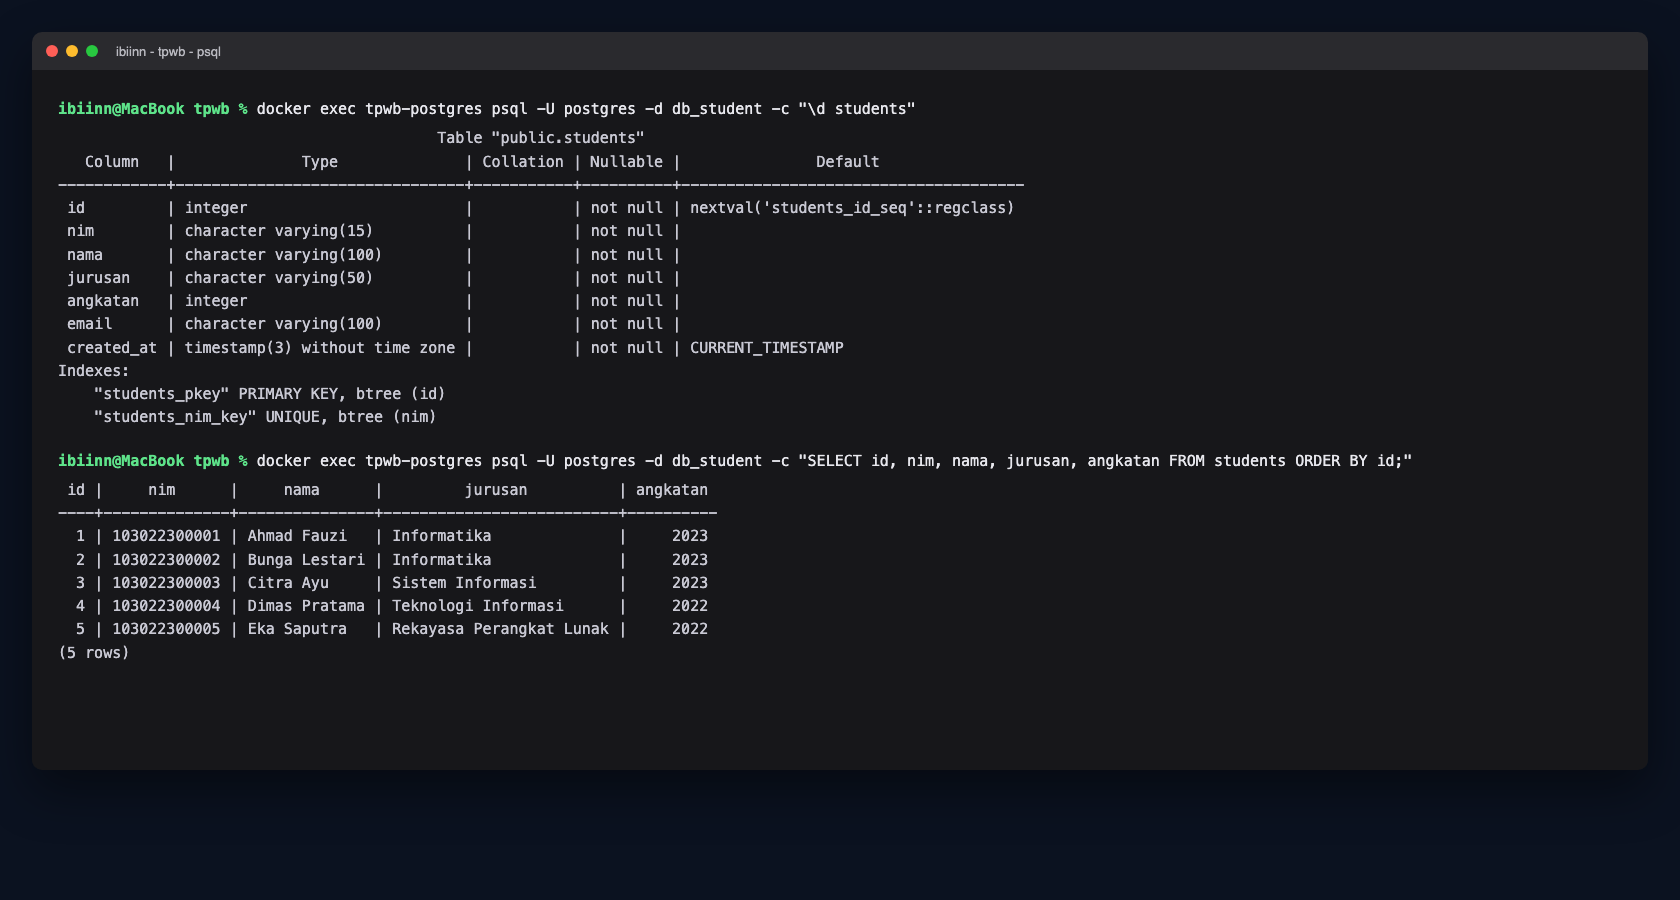 ibiinn - tpwb - psql
ibiinn@MacBook tpwb % docker exec tpwb-postgres psql -U postgres -d db_student -c "\d students"
                                          Table "public.students"
   Column   |              Type              | Collation | Nullable |               Default
------------+--------------------------------+-----------+----------+--------------------------------------
 id         | integer                        |           | not null | nextval('students_id_seq'::regclass)
 nim        | character varying(15)          |           | not null |
 nama       | character varying(100)         |           | not null |
 jurusan    | character varying(50)          |           | not null |
 angkatan   | integer                        |           | not null |
 email      | character varying(100)         |           | not null |
 created_at | timestamp(3) without time zone |           | not null | CURRENT_TIMESTAMP
Indexes:
    "students_pkey" PRIMARY KEY, btree (id)
    "students_nim_key" UNIQUE, btree (nim)
ibiinn@MacBook tpwb % docker exec tpwb-postgres psql -U postgres -d db_student -c "SELECT id, nim, nama, jurusan, angkatan FROM students ORDER BY id;"
 id |     nim      |     nama      |         jurusan          | angkatan
----+--------------+---------------+--------------------------+----------
  1 | 103022300001 | Ahmad Fauzi   | Informatika              |     2023
  2 | 103022300002 | Bunga Lestari | Informatika              |     2023
  3 | 103022300003 | Citra Ayu     | Sistem Informasi         |     2023
  4 | 103022300004 | Dimas Pratama | Teknologi Informasi      |     2022
  5 | 103022300005 | Eka Saputra   | Rekayasa Perangkat Lunak |     2022
(5 rows)